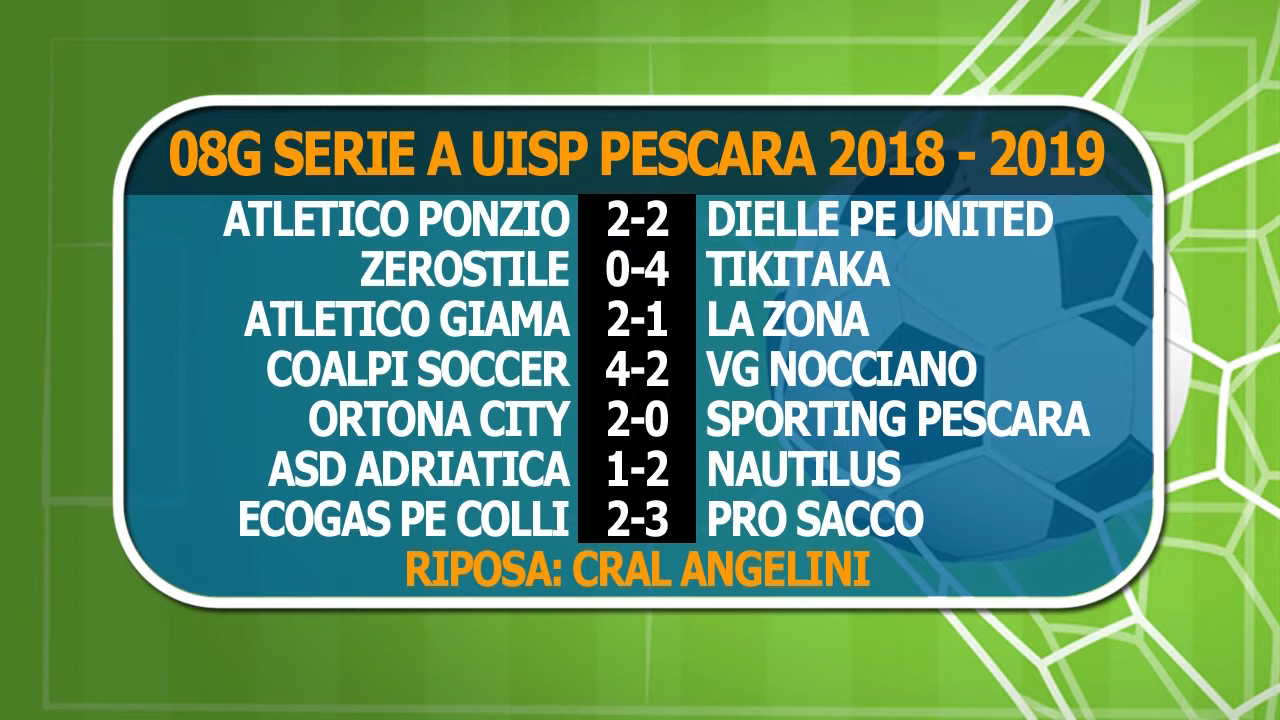 08G SERIE A UISP PESCARA 2018 - 2019
ATLETICO PONZIO 2-2 DIELLE PE UNITED
ZEROSTILE 0-4 TIKITAKA
ATLETICO GIAMA 2-1 LA ZONA
COALPI SOCCER 4-2 VG NOCCIANO
ORTONA CITY 2-0 SPORTING PESCARA
ASD ADRIATICA 1-2 NAUTILUS
ECOGAS PE COLLI 2-3 PRO SACCO
RIPOSA: CRAL ANGELINI